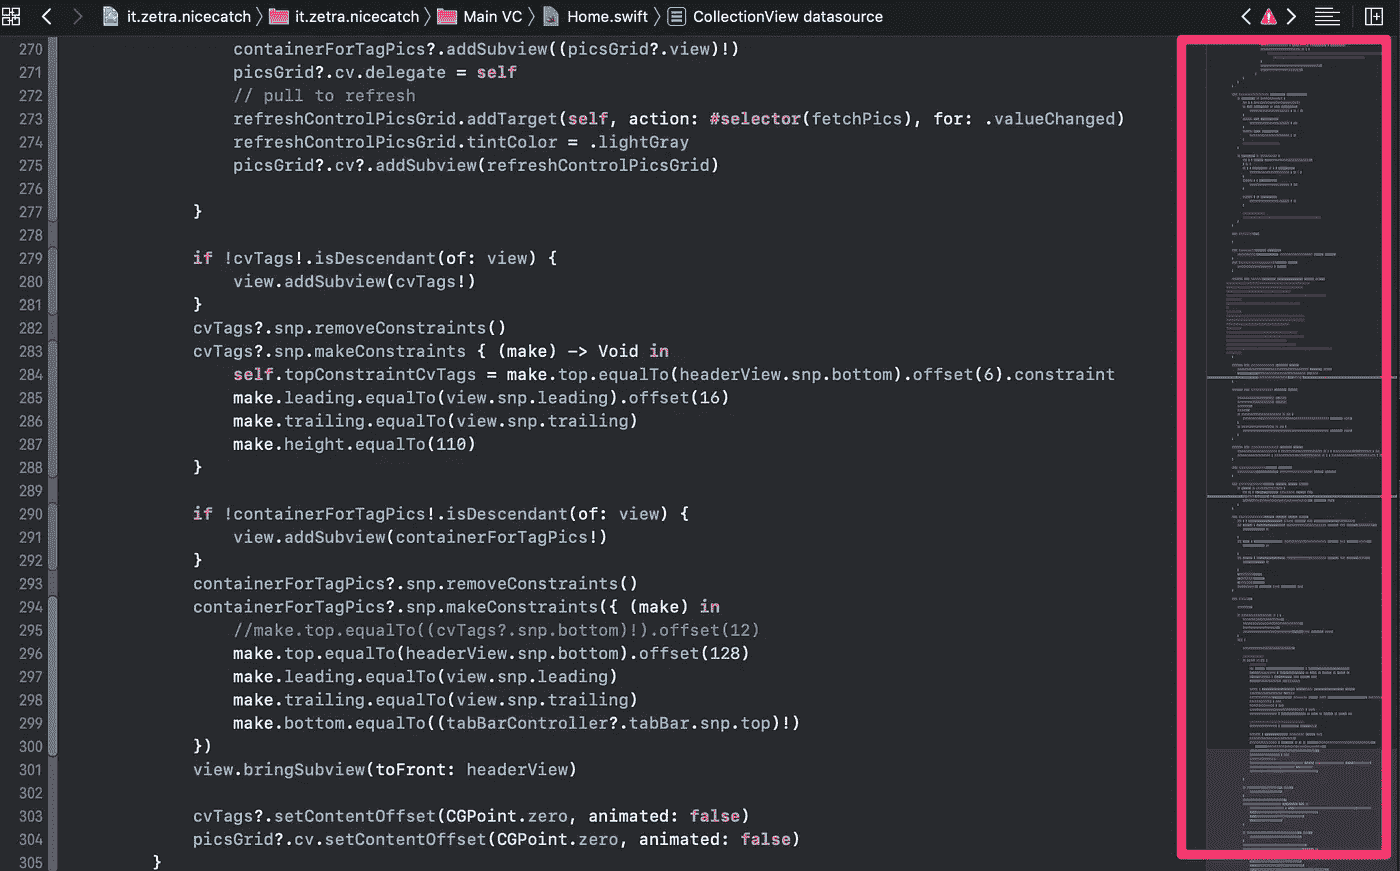 it.zetra.nicecatch 〉 it.zetra.nicecatch 〉 Main VC 〉 Home.swift 〉 CollectionView datasource
270 containerForTagPics?.addSubview((picsGrid?.view)!)
271 picsGrid?.cv.delegate = self
272 // pull to refresh
273 refreshControlPicsGrid.addTarget(self, action: #selector(fetchPics), for: .valueChanged)
274 refreshControlPicsGrid.tintColor = .lightGray
275 picsGrid?.cv?.addSubview(refreshControlPicsGrid)
276
277 }
278
279 if !cvTags!.isDescendant(of: view) {
280 view.addSubview(cvTags!)
281 }
282 cvTags?.snp.removeConstraints()
283 cvTags?.snp.makeConstraints { (make) -> Void in
284 self.topConstraintCvTags = make.top.equalTo(headerView.snp.bottom).offset(6).constraint
285 make.leading.equalTo(view.snp.leading).offset(16)
286 make.trailing.equalTo(view.snp.trailing)
287 make.height.equalTo(110)
288 }
289
290 if !containerForTagPics!.isDescendant(of: view) {
291 view.addSubview(containerForTagPics!)
292 }
293 containerForTagPics?.snp.removeConstraints()
294 containerForTagPics?.snp.makeConstraints({ (make) in
295 //make.top.equalTo((cvTags?.snp.bottom)!).offset(12)
296 make.top.equalTo(headerView.snp.bottom).offset(128)
297 make.leading.equalTo(view.snp.leading)
298 make.trailing.equalTo(view.snp.trailing)
299 make.bottom.equalTo((tabBarController?.tabBar.snp.top)!)
300 })
301 view.bringSubview(toFront: headerView)
302
303 cvTags?.setContentOffset(CGPoint.zero, animated: false)
304 picsGrid?.cv.setContentOffset(CGPoint.zero, animated: false)
305 }